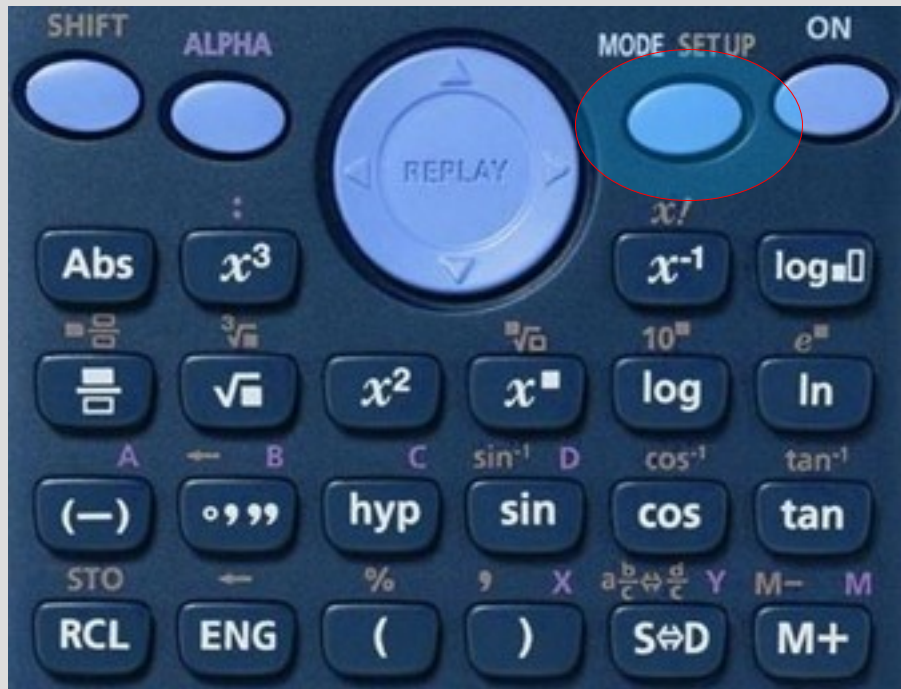 SHIFT ALPHA MODE SETUP ON
REPLAY
: x!
Abs x³ x⁻¹ log▪▯
▪⁄▯ ³√▪ ▪√▯ 10▪ e▪
√▪ x² x▪ log ln
A ← B C sin⁻¹ D cos⁻¹ tan⁻¹
(—) °, ,, hyp sin cos tan
STO ← % , X a b/c⇔d/c Y M− M
RCL ENG ( ) S⇔D M+